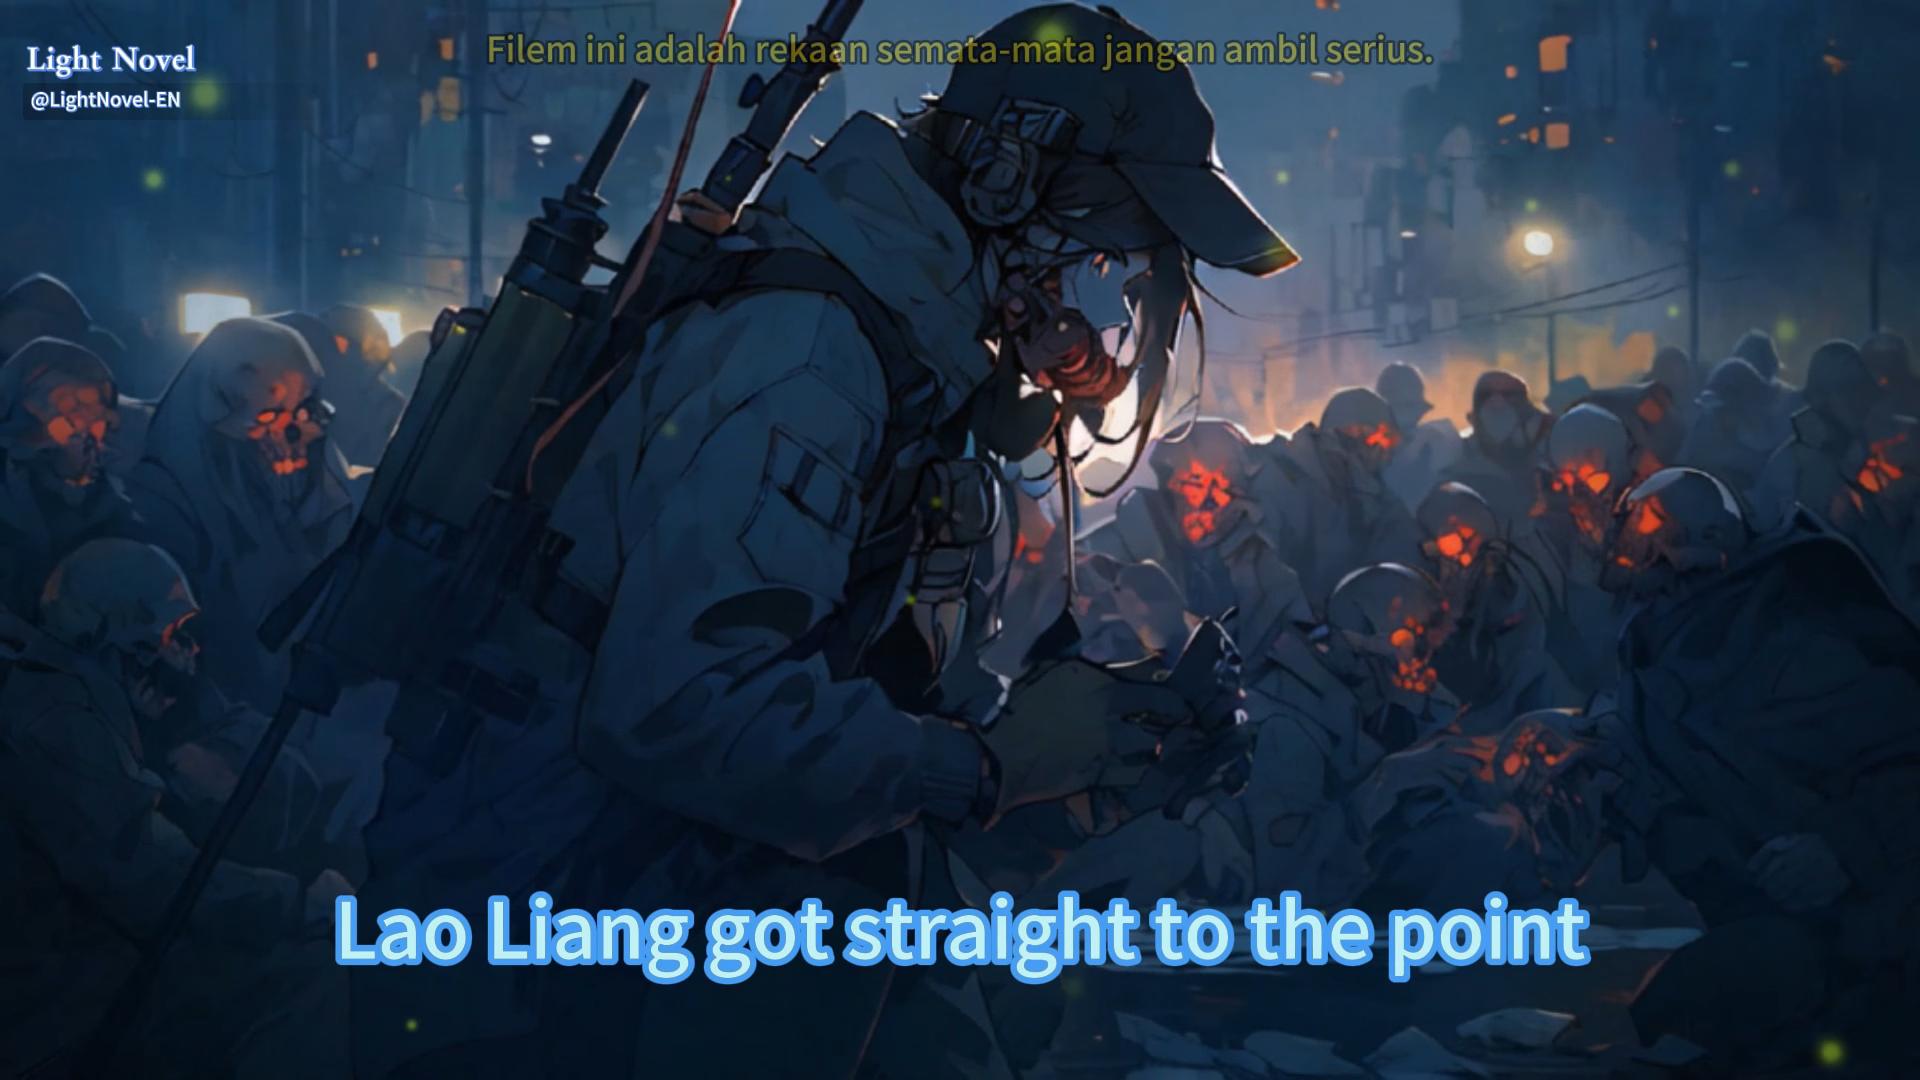 Light Novel
@LightNovel-EN
Filem ini adalah rekaan semata-mata jangan ambil serius.
Lao Liang got straight to the point